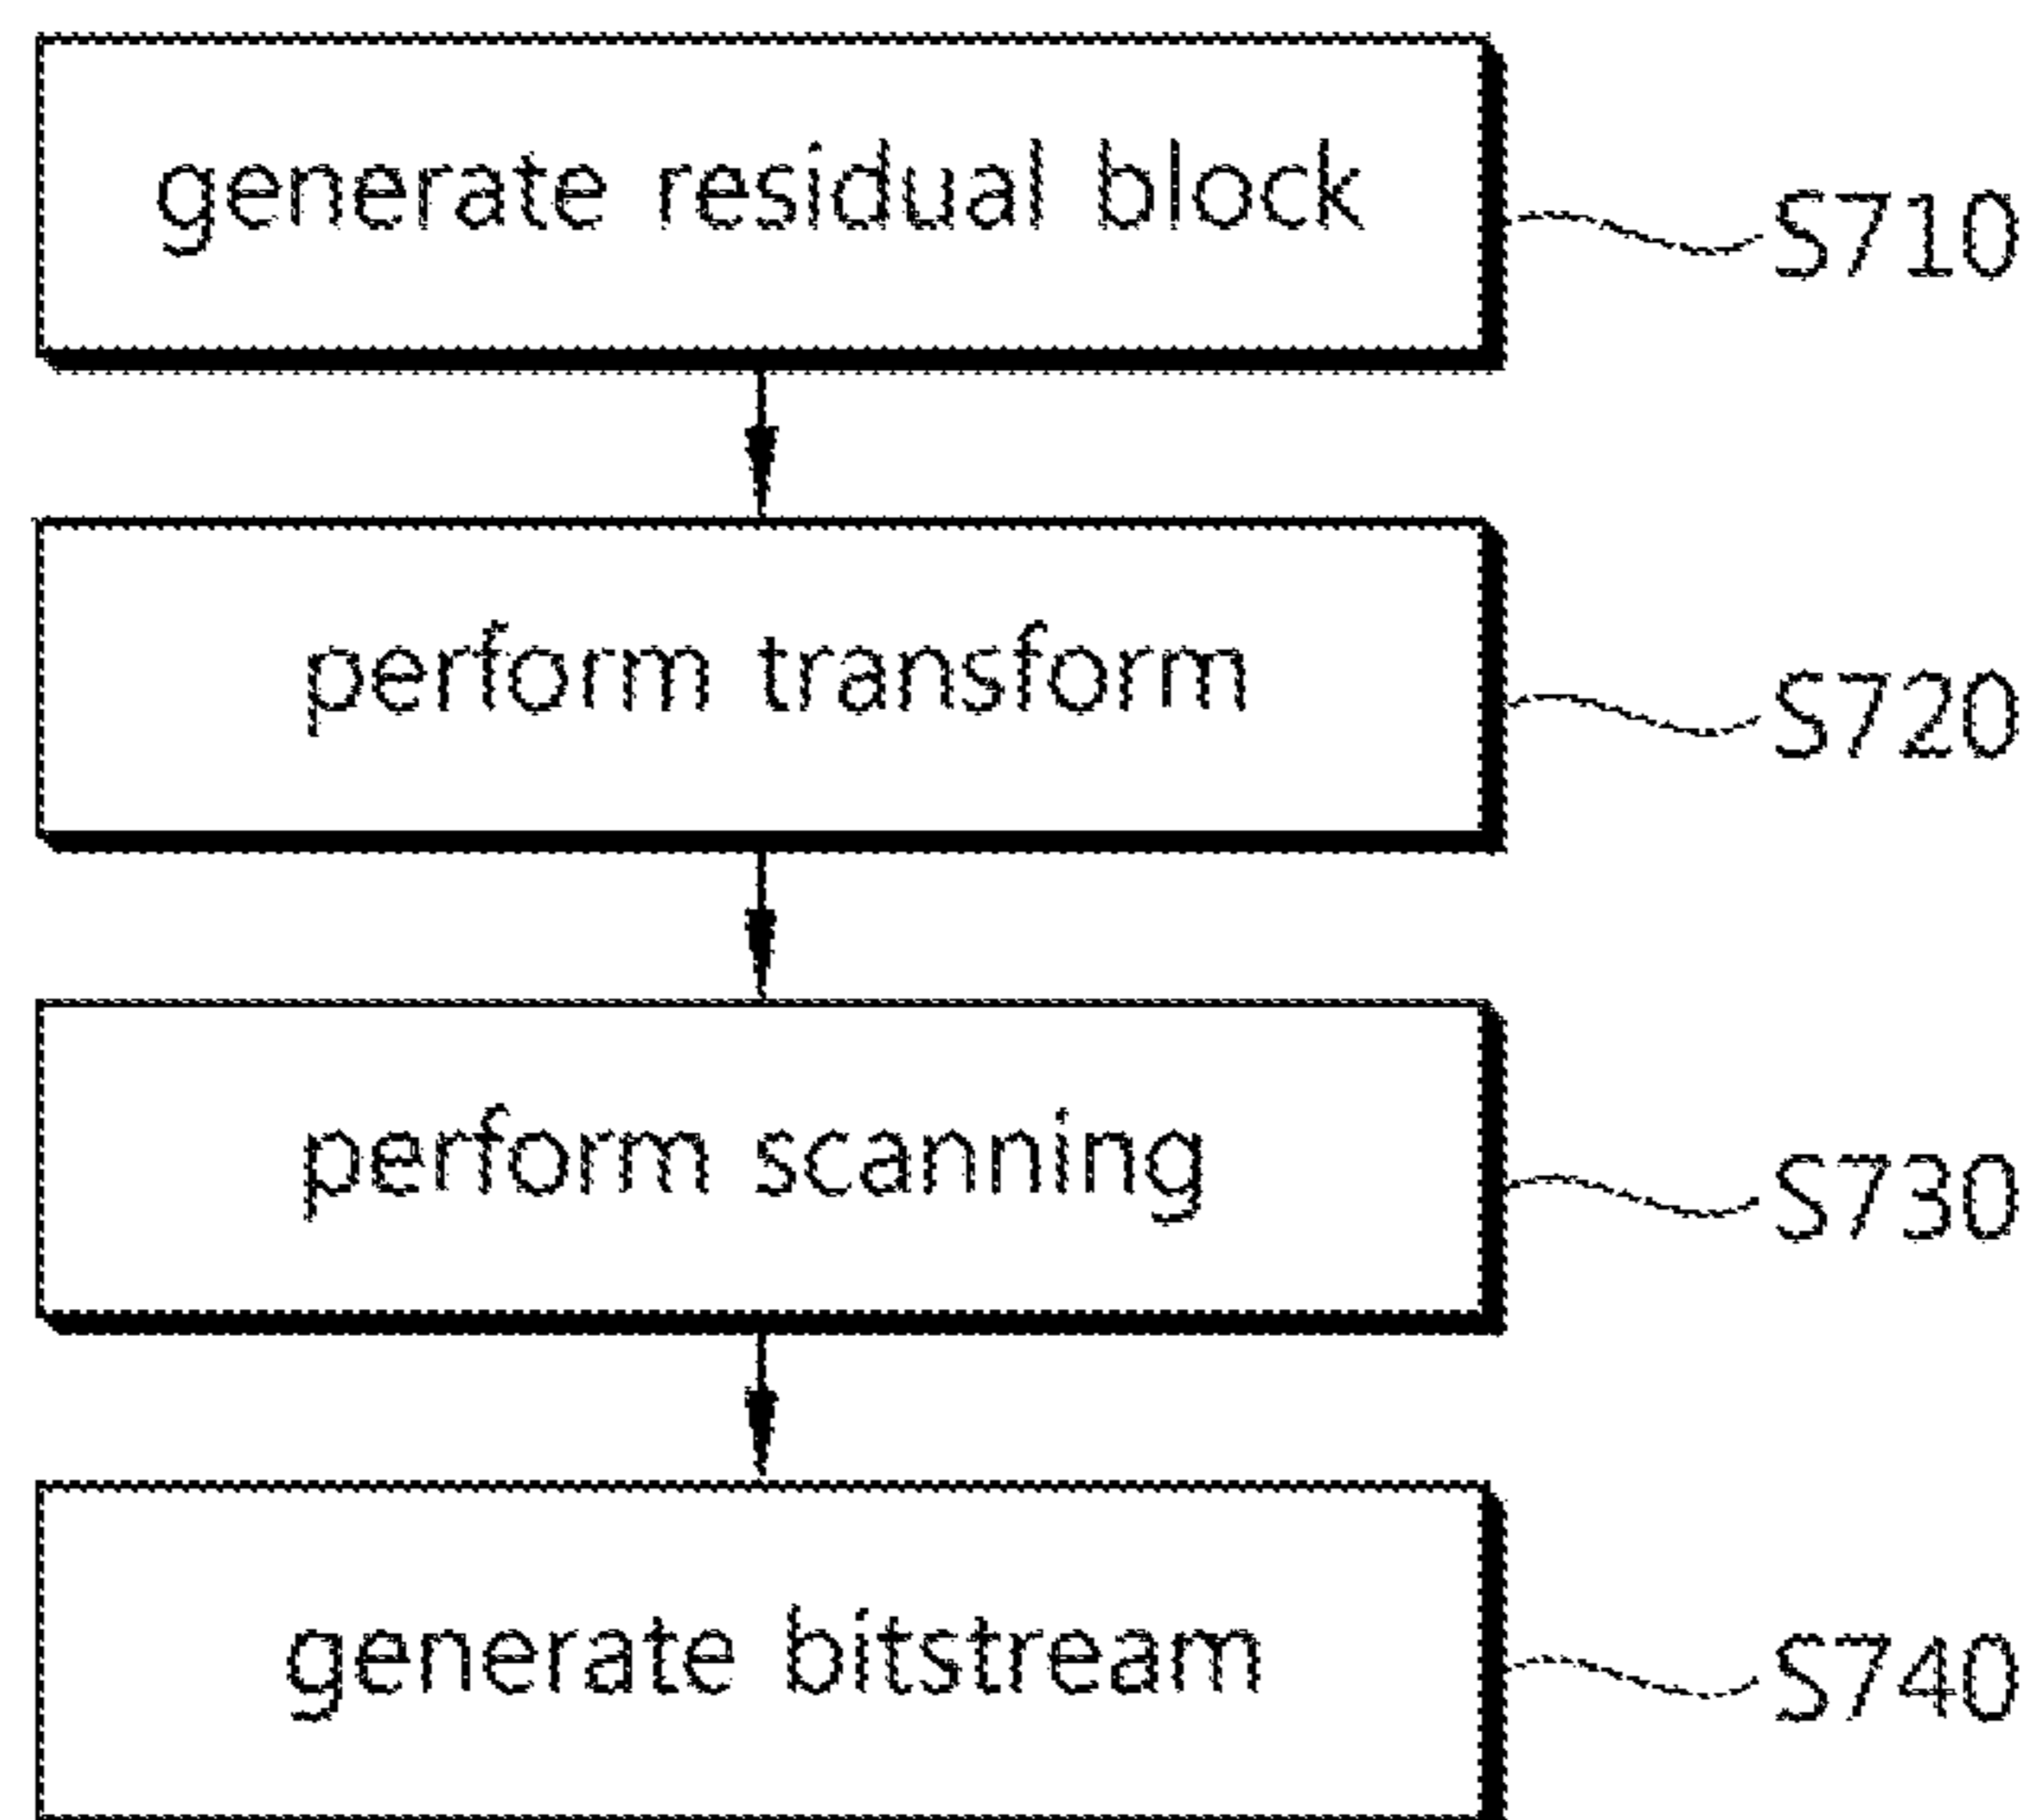 generate residual block
S710
perform transform
S720
perform scanning
S730
generate bitstream
S740